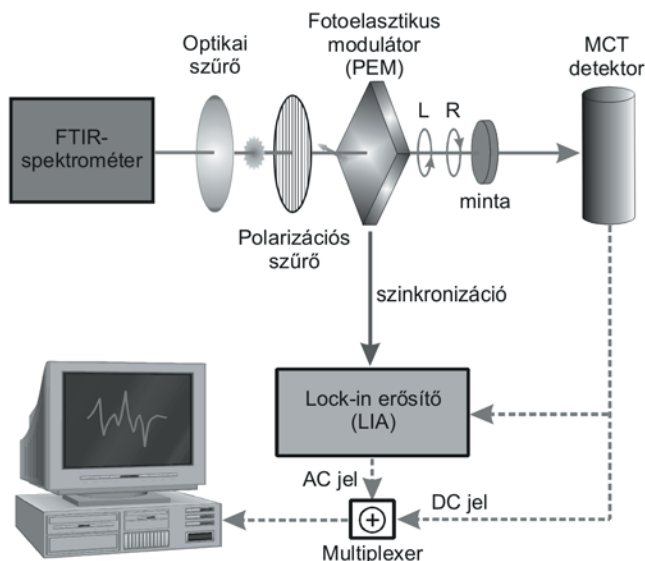 Optikai
szűrő
Fotoelasztikus
modulátor
(PEM)
MCT
detektor
L
R
FTIR-
spektrométer
minta
Polarizációs
szűrő
szinkronizáció
Lock-in erősítő
(LIA)
AC jel
DC jel
Multiplexer